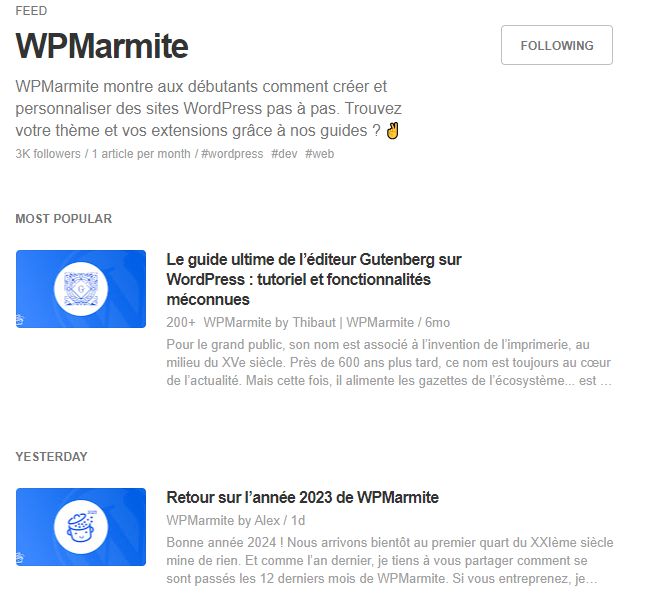 FEED
WPMarmite
FOLLOWING
WPMarmite montre aux débutants comment créer et
personnaliser des sites WordPress pas à pas. Trouvez
votre thème et vos extensions grâce à nos guides ? ✌
3K followers / 1 article per month / #wordpress #dev #web
MOST POPULAR
Le guide ultime de l’éditeur Gutenberg sur
WordPress : tutoriel et fonctionnalités
méconnues
200+ WPMarmite by Thibaut | WPMarmite / 6mo
Pour le grand public, son nom est associé à l’invention de l’imprimerie, au
milieu du XVe siècle. Près de 600 ans plus tard, ce nom est toujours au cœur
de l’actualité. Mais cette fois, il alimente les gazettes de l’écosystème... est …
YESTERDAY
2023
Retour sur l’année 2023 de WPMarmite
WPMarmite by Alex / 1d
Bonne année 2024 ! Nous arrivons bientôt au premier quart du XXIème siècle
mine de rien. Et comme l’an dernier, je tiens à vous partager comment se
sont passés les 12 derniers mois de WPMarmite. Si vous entreprenez, je…